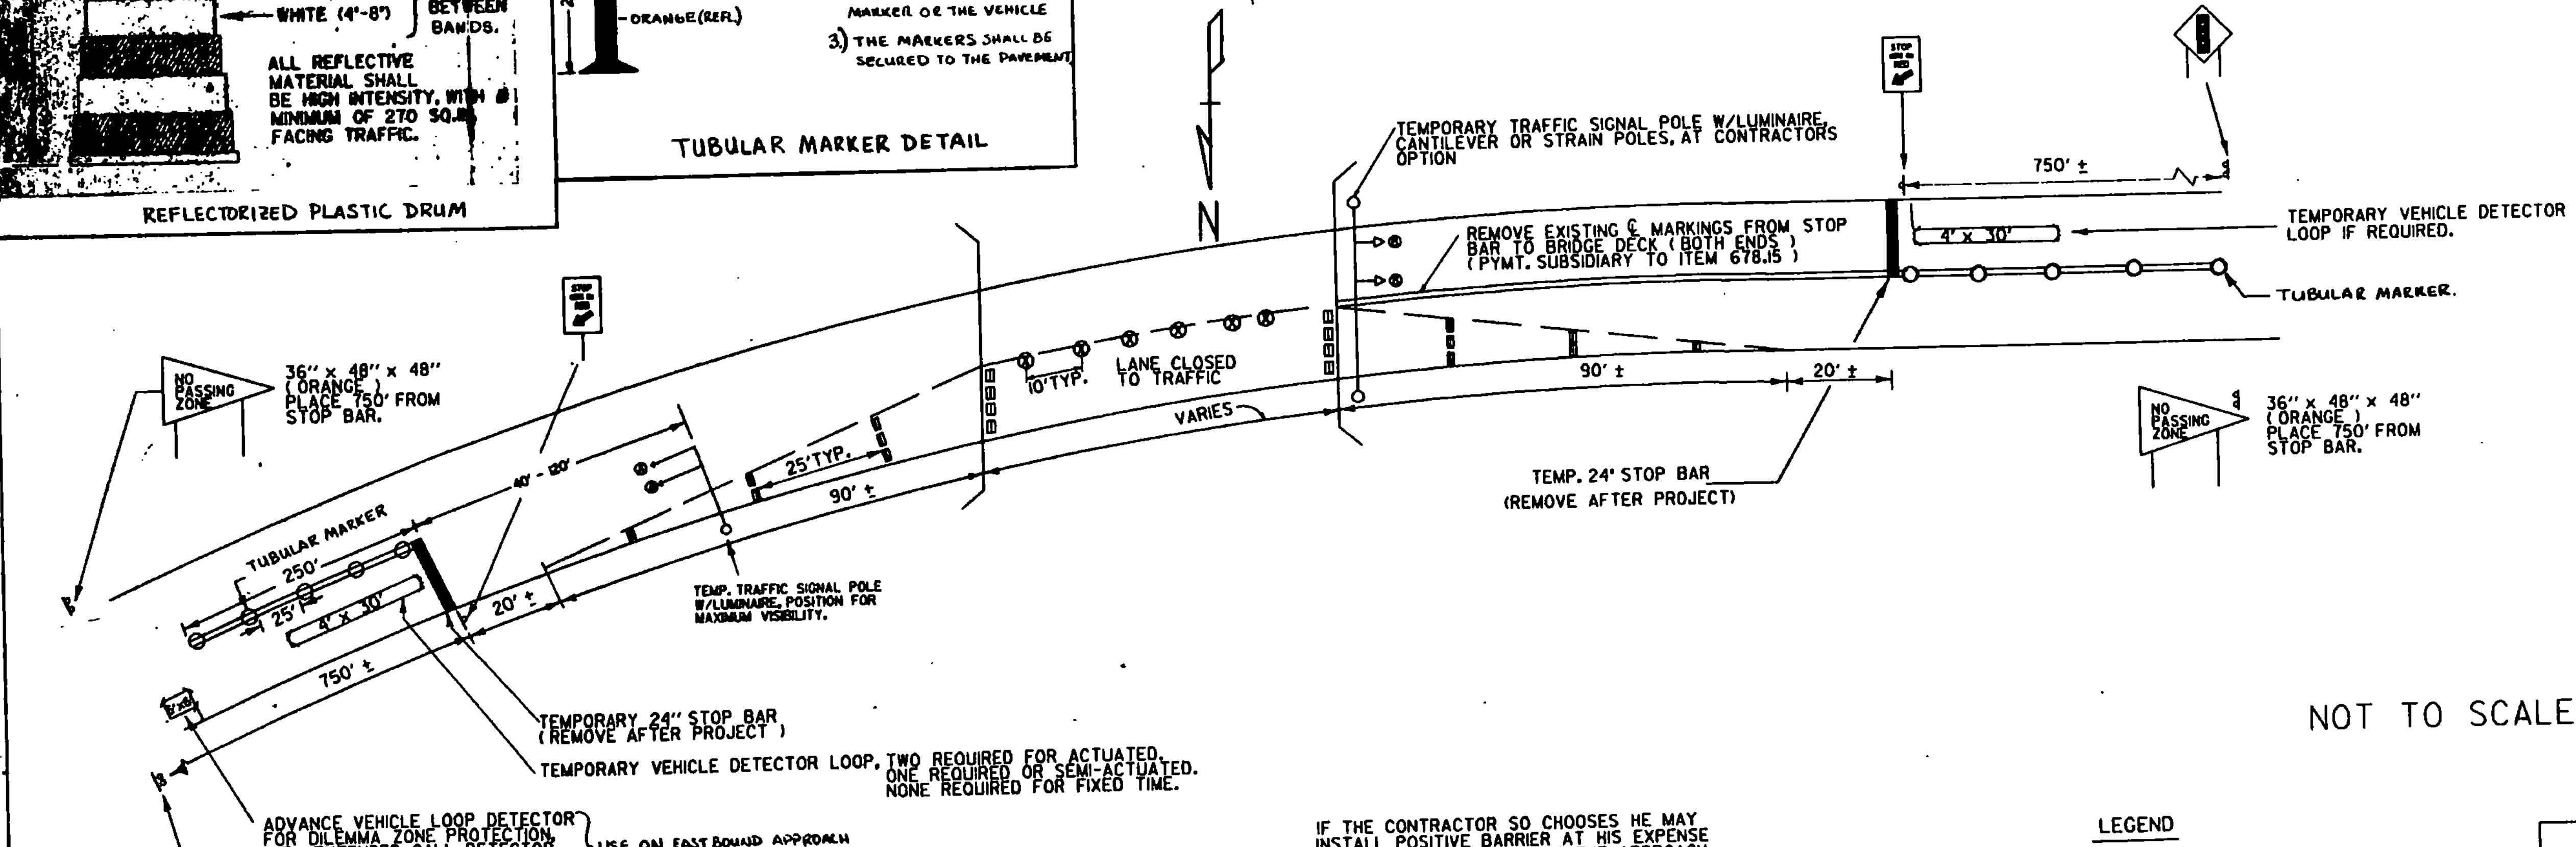 WHITE (4"-8")
BETWEEN
BANDS.
ALL REFLECTIVE
MATERIAL SHALL
BE HIGH INTENSITY, WITH
MINIMUM OF 270 SQ.
FACING TRAFFIC.
REFLECTORIZED PLASTIC DRUM
ORANGE (REF.)
MARKER OR THE VEHICLE
3.) THE MARKERS SHALL BE
SECURED TO THE PAVEMENT
TUBULAR MARKER DETAIL
N
TEMPORARY TRAFFIC SIGNAL POLE W/LUMINAIRE,
CANTILEVER OR STRAIN POLES, AT CONTRACTORS
OPTION
STOP
HERE ON
RED
750' ±
REMOVE EXISTING ℄ MARKINGS FROM STOP
BAR TO BRIDGE DECK ( BOTH ENDS )
( PYMT. SUBSIDIARY TO ITEM 678.15 )
4' x 30'
TEMPORARY VEHICLE DETECTOR
LOOP IF REQUIRED.
TUBULAR MARKER.
STOP
HERE ON
RED
NO
PASSING
ZONE
36" x 48" x 48"
( ORANGE )
PLACE 750' FROM
STOP BAR.
10' TYP.
LANE CLOSED
TO TRAFFIC
VARIES
90' ±
20' ±
NO
PASSING
ZONE
36" x 48" x 48"
( ORANGE )
PLACE 750' FROM
STOP BAR.
TEMP. 24" STOP BAR
(REMOVE AFTER PROJECT)
40' - 120'
25' TYP.
90' ±
TUBULAR MARKER
250'
25'
4' x 30'
20' ±
750' ±
TEMP. TRAFFIC SIGNAL POLE
W/LUMINAIRE, POSITION FOR
MAXIMUM VISIBILITY.
TEMPORARY 24" STOP BAR
( REMOVE AFTER PROJECT )
TEMPORARY VEHICLE DETECTOR LOOP, TWO REQUIRED FOR ACTUATED.
ONE REQUIRED OR SEMI-ACTUATED.
NONE REQUIRED FOR FIXED TIME.
NOT TO SCALE
ADVANCE VEHICLE LOOP DETECTOR
FOR DILEMMA ZONE PROTECTION,
USE ON EASTBOUND APPROACH
IF THE CONTRACTOR SO CHOOSES HE MAY
INSTALL POSITIVE BARRIER AT HIS EXPENSE
LEGEND